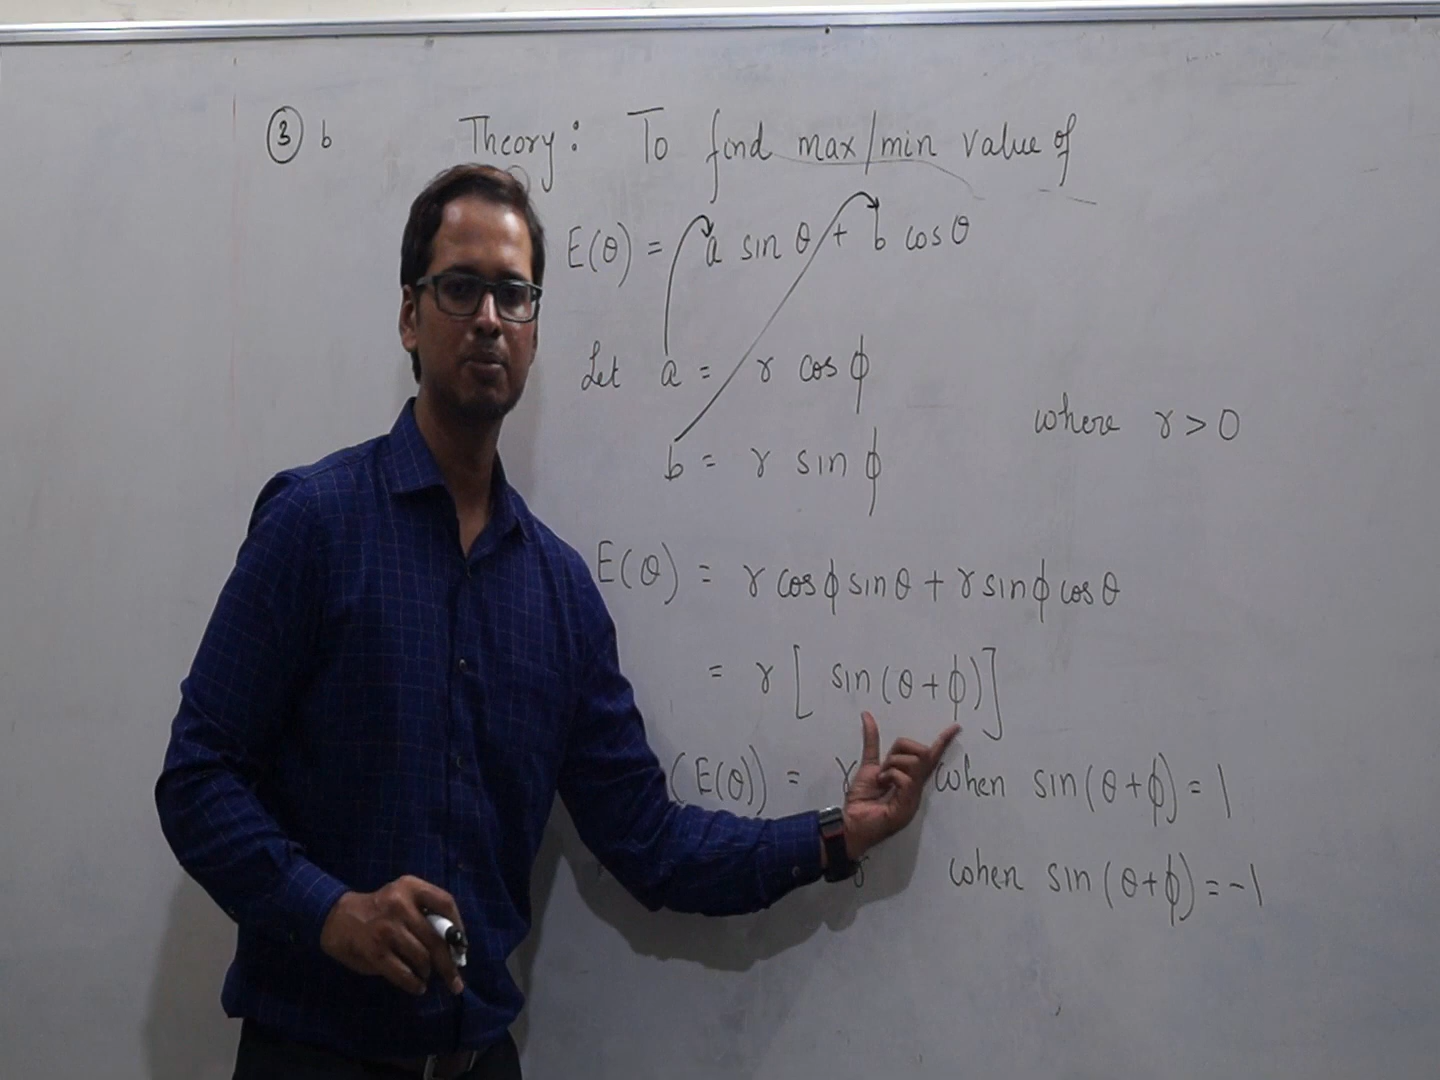 ③ b Theory: To find max/min value of
E(θ) = a sin θ + b cos θ
Let a = r cos ϕ
where r > 0
b = r sin ϕ
E(θ) = r cos ϕ sin θ + r sin ϕ cos θ
= r [ sin (θ + ϕ) ]
(E(θ)) = r when sin (θ + ϕ) = 1
r when sin (θ + ϕ) = -1